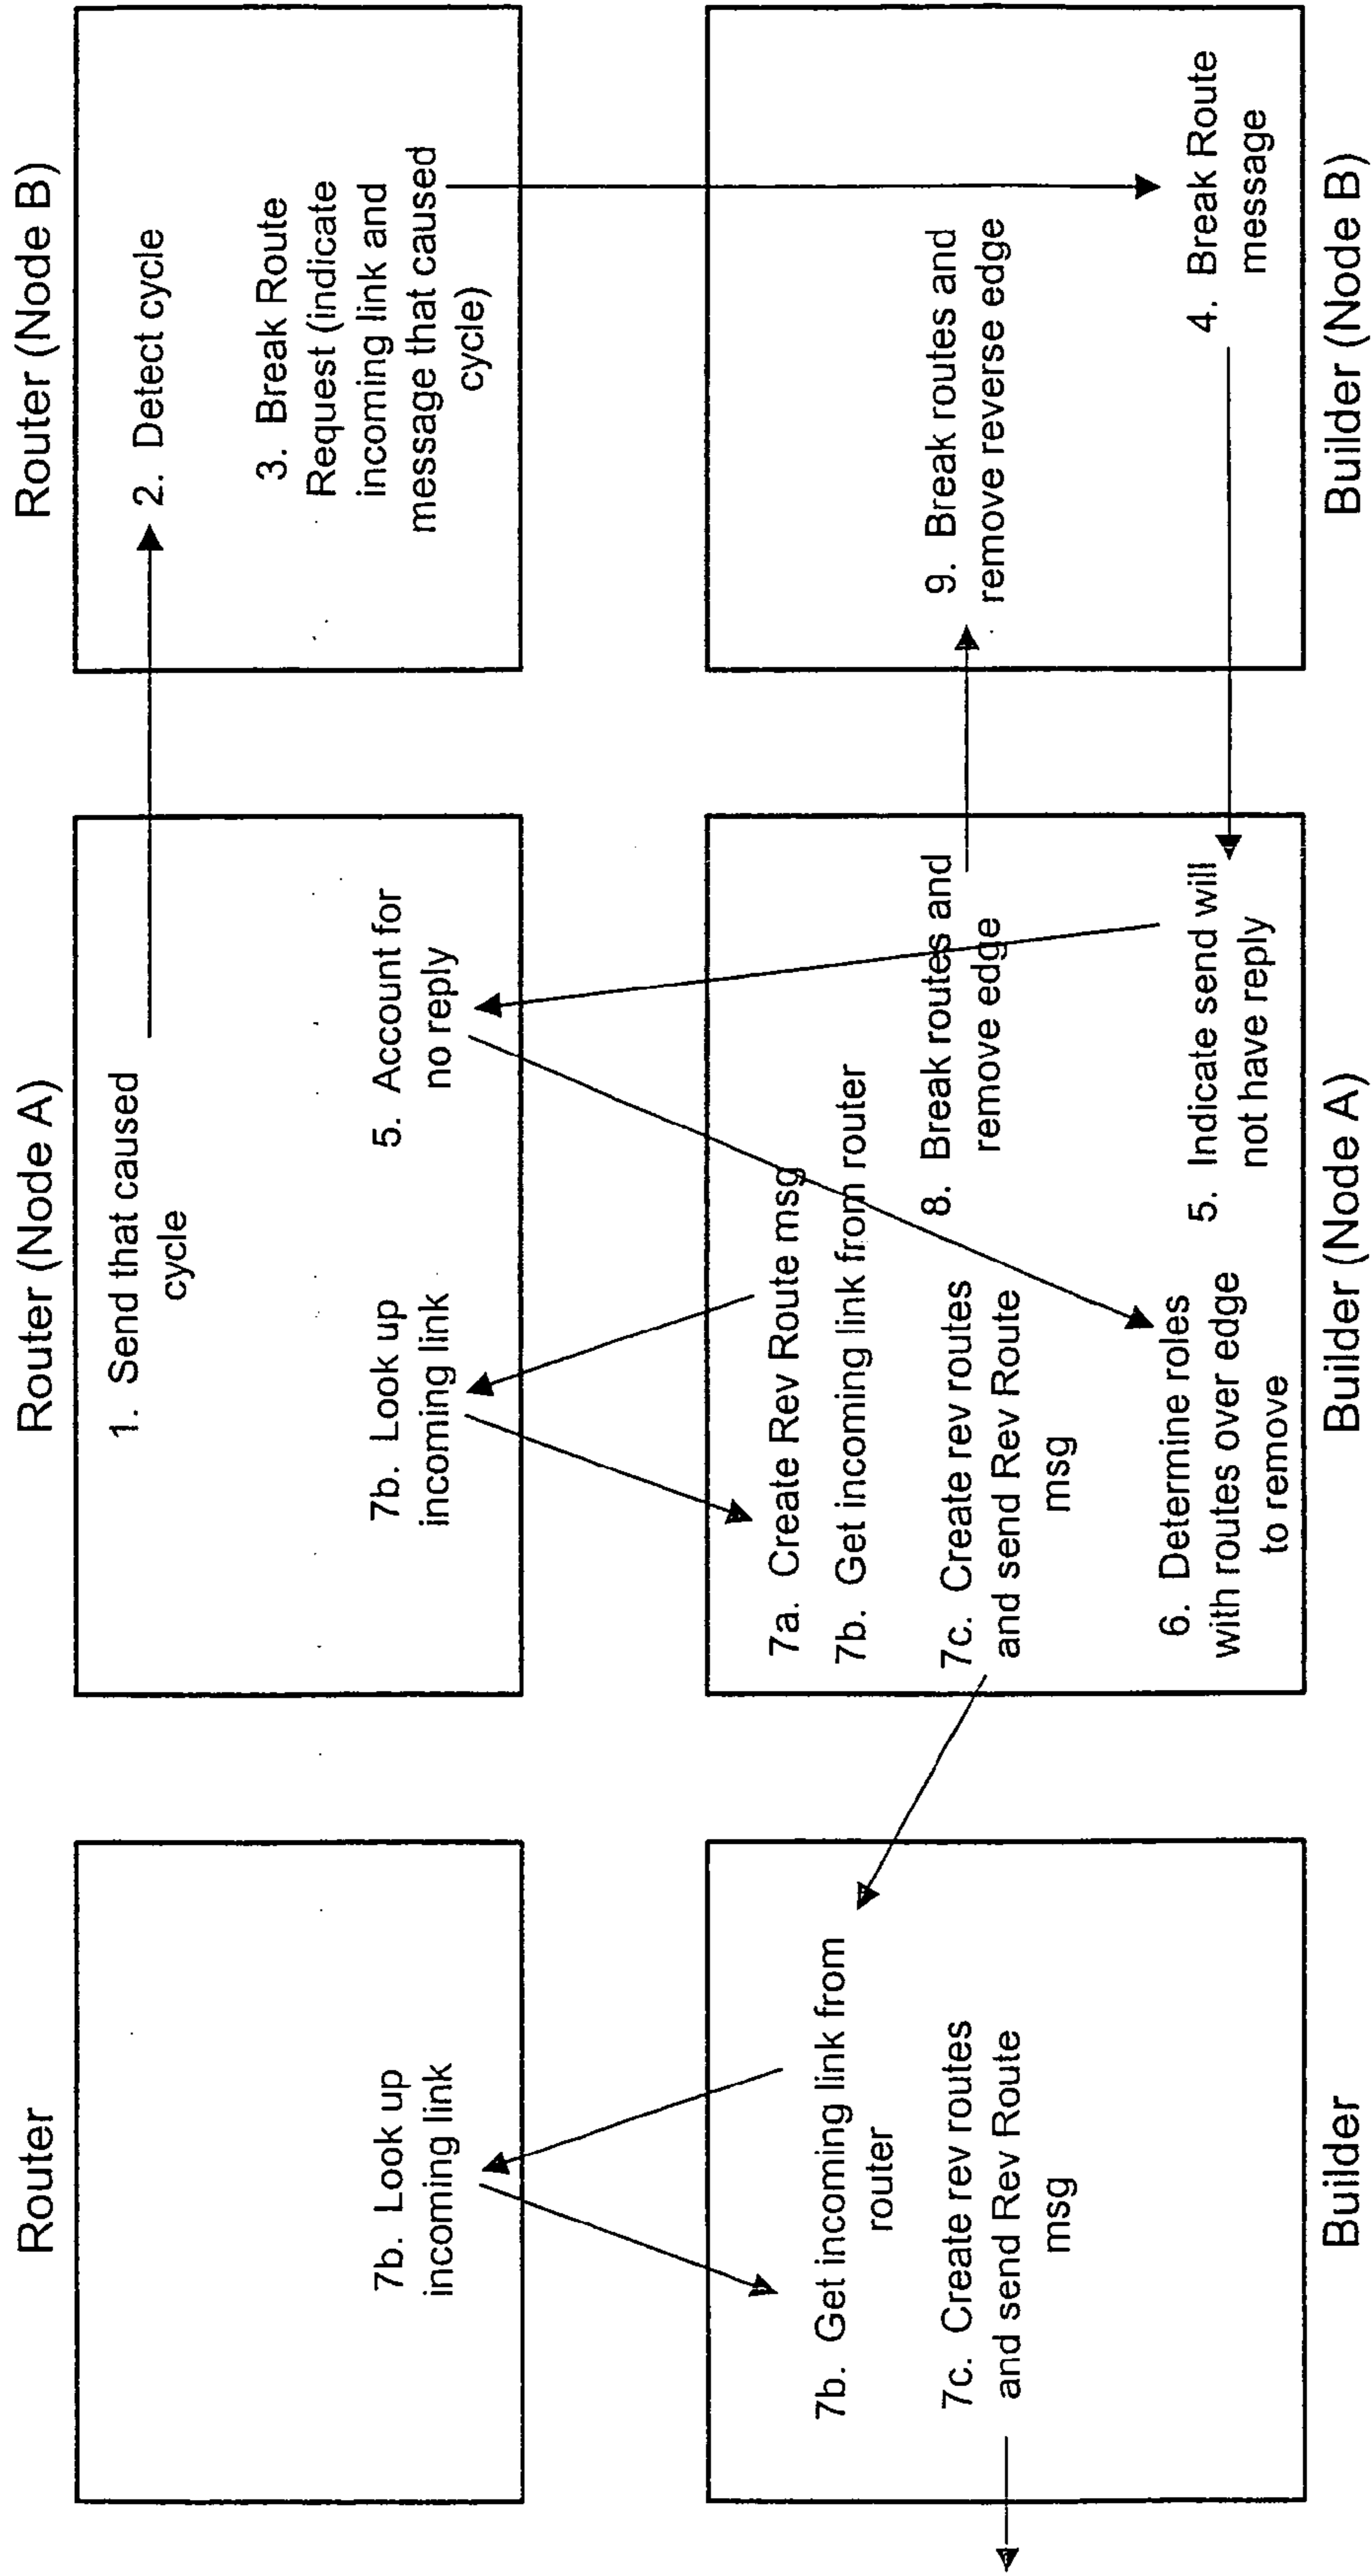 Router
Router (Node A)
Router (Node B)
7b. Look up
incoming link
1. Send that caused
cycle
7b. Look up
incoming link
5. Account for
no reply
2. Detect cycle
3. Break Route
Request (indicate
incoming link and
message that caused
cycle)
7b. Get incoming link from
router
7c. Create rev routes
and send Rev Route
msg
7a. Create Rev Route msg
7b. Get incoming link from router
7c. Create rev routes
and send Rev Route
msg
8. Break routes and
remove edge
6. Determine roles
with routes over edge
to remove
5. Indicate send will
not have reply
9. Break routes and
remove reverse edge
4. Break Route
message
Builder
Builder (Node A)
Builder (Node B)